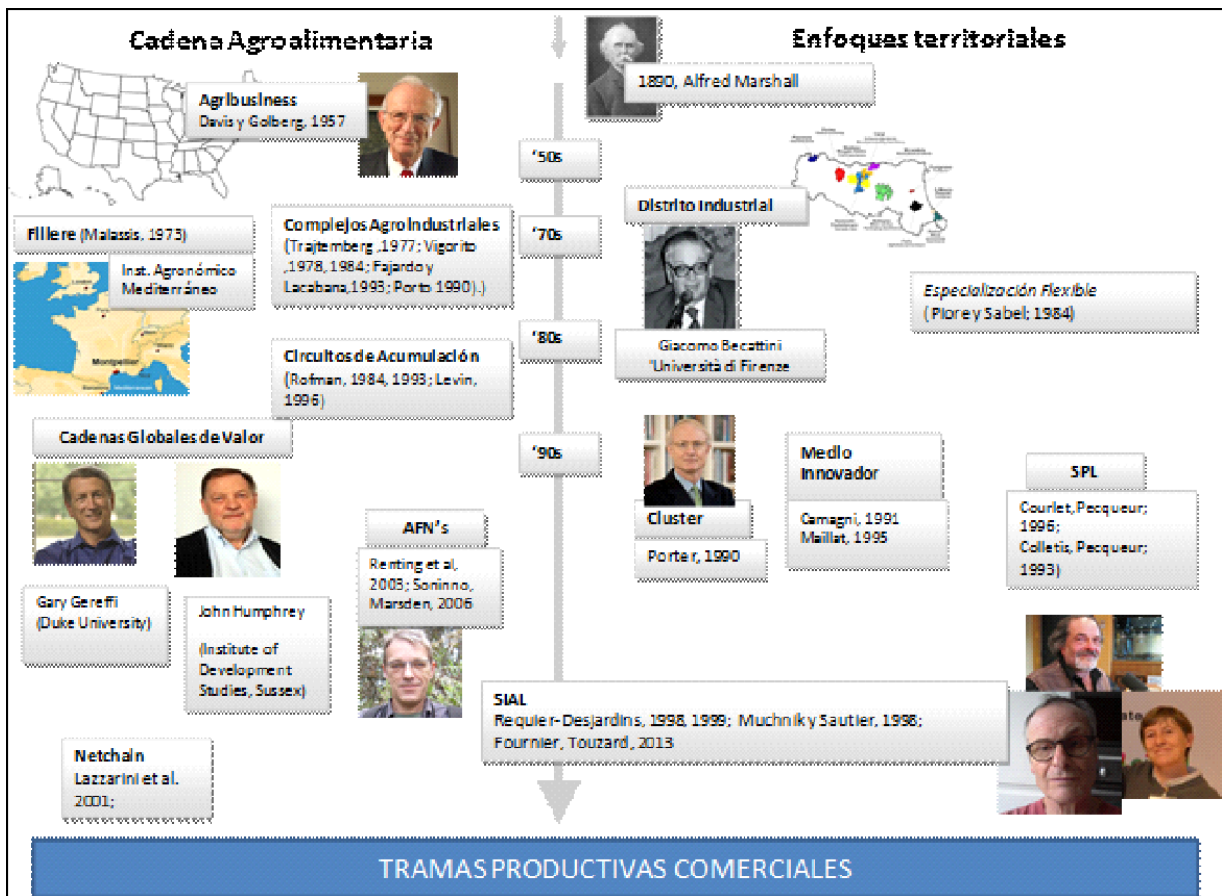 Cadena Agroalimentaria
Enfoques territoriales
1890, Alfred Marshall
Agribusiness
Davis y Golberg, 1957
'50s
Distrito Industrial
Filiere (Malassis, 1973)
Inst. Agronómico
Mediterráneo
Complejos Agroindustriales
(Trajtemberg ,1977; Vigorito
,1978, 1984; Fajardo y
Lacabana,1993; Porto 1990).)
'70s
London
Montpellier
Especialización Flexible
( Piore y Sabel; 1984)
'80s
Giacomo Becattini
"Università di Firenze
Circuitos de Acumulación
(Rofman, 1984, 1993; Levin,
1996)
Cadenas Globales de Valor
'90s
Cluster
Porter, 1990
Medio
Innovador
Camagni, 1991
Maillat, 1995
SPL
Courlet, Pecqueur;
1996;
Colletis, Pecqueur;
1993)
AFN's
Renting et al,
2003; Soninno,
Marsden, 2006
Gary Gereffi
(Duke University)
John Humphrey
(Institute of
Development
Studies, Sussex)
SIAL
Requier-Desjardins, 1998, 1999; Muchnik y Sautier, 1998;
Fournier, Touzard, 2013
Netchain
Lazzarini et al.
2001;
TRAMAS PRODUCTIVAS COMERCIALES